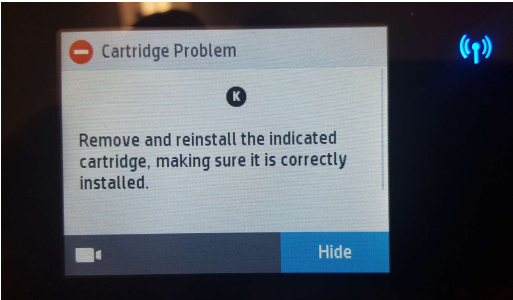 Cartridge Problem
K
Remove and reinstall the indicated
cartridge, making sure it is correctly
installed.
Hide